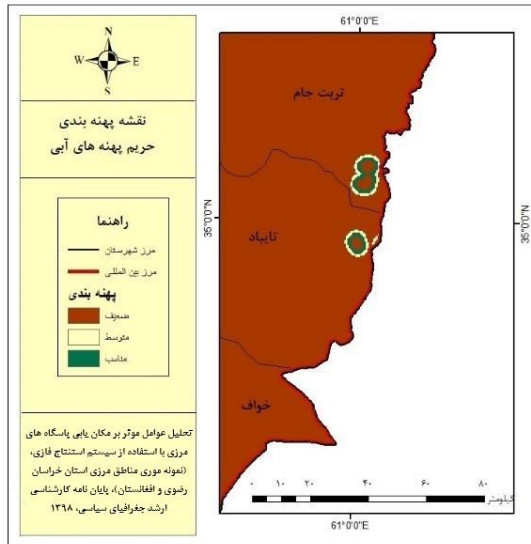 N
W E
S
نقشه پهنه بندی
حریم پهنه های آبی
راهنما
مرز شهرستان
مرز بین المللی
پهنه بندی
ضعیف
متوسط
مناسب
تحلیل عوامل موثر بر مکان یابی پاسگاه های
مرزی با استفاده از سیستم استنتاج فازی،
(نمونه موری مناطق مرزی استان خراسان
رضوی و افغانستان)، پایان نامه کارشناسی
ارشد جغرافیای سیاسی، ۱۳۹۸
61°0'0"E
تربت جام
35°0'0"N
35°0'0"N
تایباد
خواف
۰ ۱۰ ۲۰ ۴۰ ۶۰ ۸۰
کیلومتر
61°0'0"E